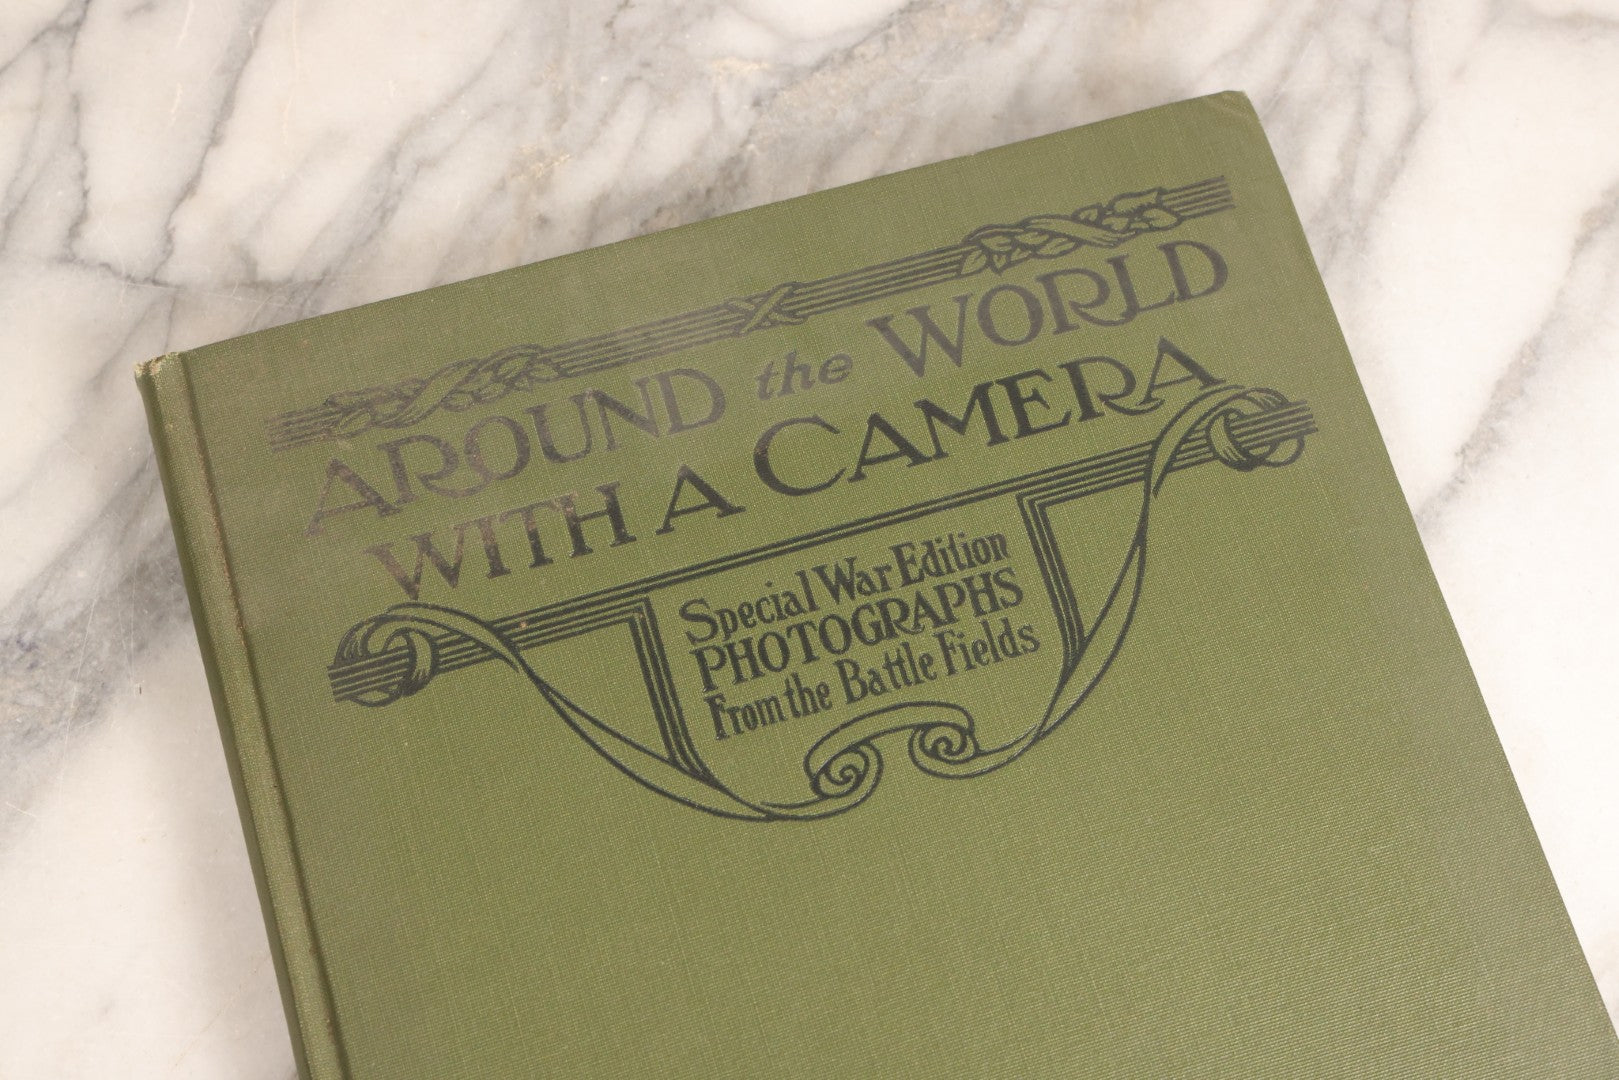 AROUND the WORLD
WITH A CAMERA
Special War Edition
PHOTOGRAPHS
From the Battle Fields